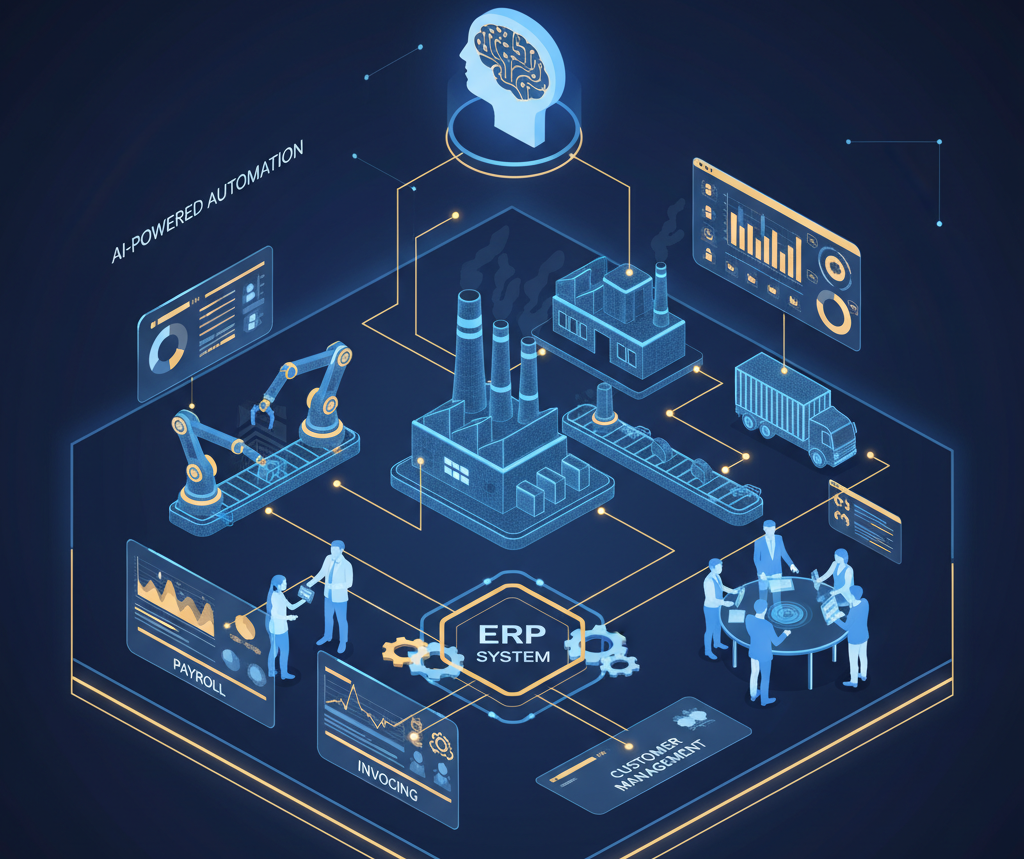 AI-POWERED AUTOMATION
ERP
SYSTEM
PAYROLL
INVOCING
CUSTOMER
MANAGEMENT